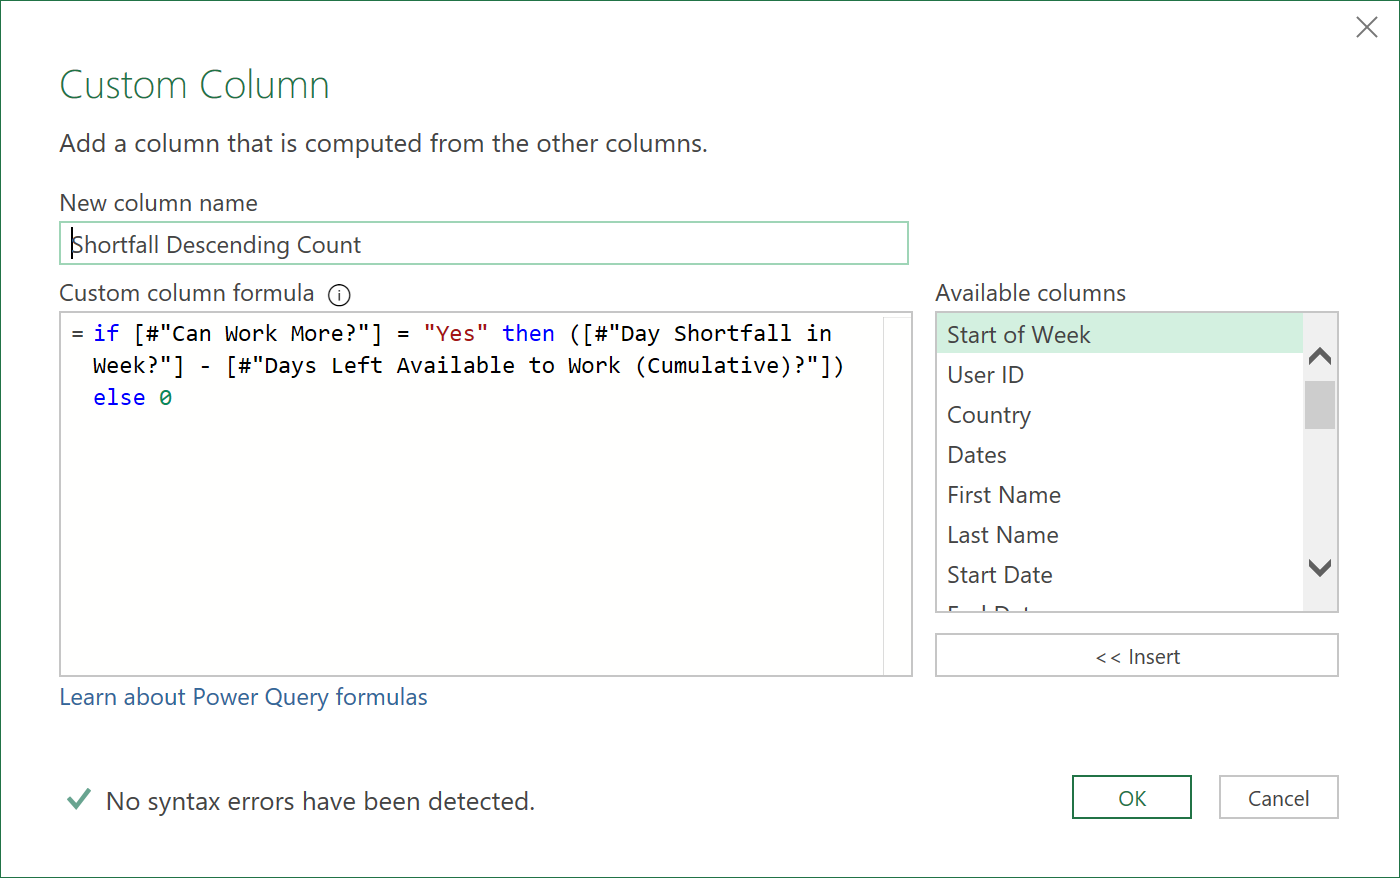 Custom Column
Add a column that is computed from the other columns.
New column name
Shortfall Descending Count
Custom column formula
= if [#"Can Work More?"] = "Yes" then ([#"Day Shortfall in
Week?"] - [#"Days Left Available to Work (Cumulative)?"])
else 0
Available columns
Start of Week
User ID
Country
Dates
First Name
Last Name
Start Date
<< Insert
Learn about Power Query formulas
No syntax errors have been detected.
OK
Cancel